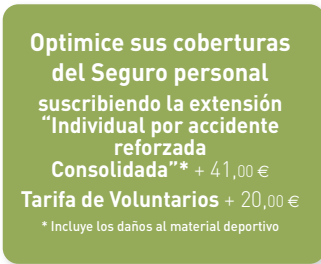 Optimice sus coberturas
del Seguro personal
suscribiendo la extensión
“Individual por accidente
reforzada
Consolidada”* + 41,00 €
Tarifa de Voluntarios + 20,00 €
* Incluye los daños al material deportivo